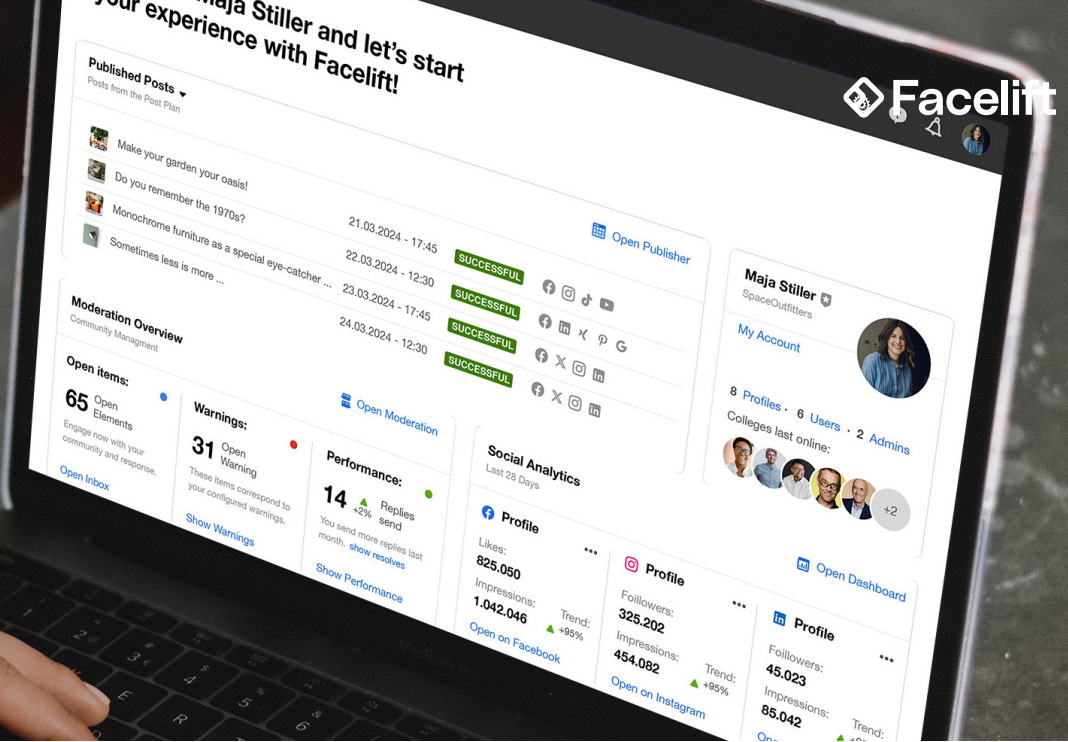 Maja Stiller and let's start
your experience with Facelift!
Facelift
Published Posts
Posts from the Post Plan
Make your garden your oasis!
21.03.2024 - 17:45
SUCCESSFUL
Do you remember the 1970s?
22.03.2024 - 12:30
SUCCESSFUL
Monochrome furniture as a special eye-catcher ...
23.03.2024 - 17:45
SUCCESSFUL
Sometimes less is more ...
24.03.2024 - 12:30
SUCCESSFUL
Open Publisher
Maja Stiller
SpaceOutfitters
My Account
8 Profiles · 6 Users · 2 Admins
Colleges last online:
+2
Moderation Overview
Community Managment
Open Moderation
Open items:
65 Open
Elements
Engage now with your
community and response.
Open Inbox
Warnings:
31 Open
Warning
These items correspond to
your configured warnings.
Show Warnings
Performance:
14 +2% Replies
send
You send more replies last
month. show resolves
Show Performance
Social Analytics
Last 28 Days
Open Dashboard
Profile
Likes:
825.050
Impressions:
1.042.046
Trend:
+95%
Open on Facebook
Profile
Foillowers:
325.202
Impressions:
454.082
Trend:
+95%
Open on Instagram
Profile
Foillowers:
45.023
Impressions:
85.042
Trend:
2
3
4
5
6
E
R